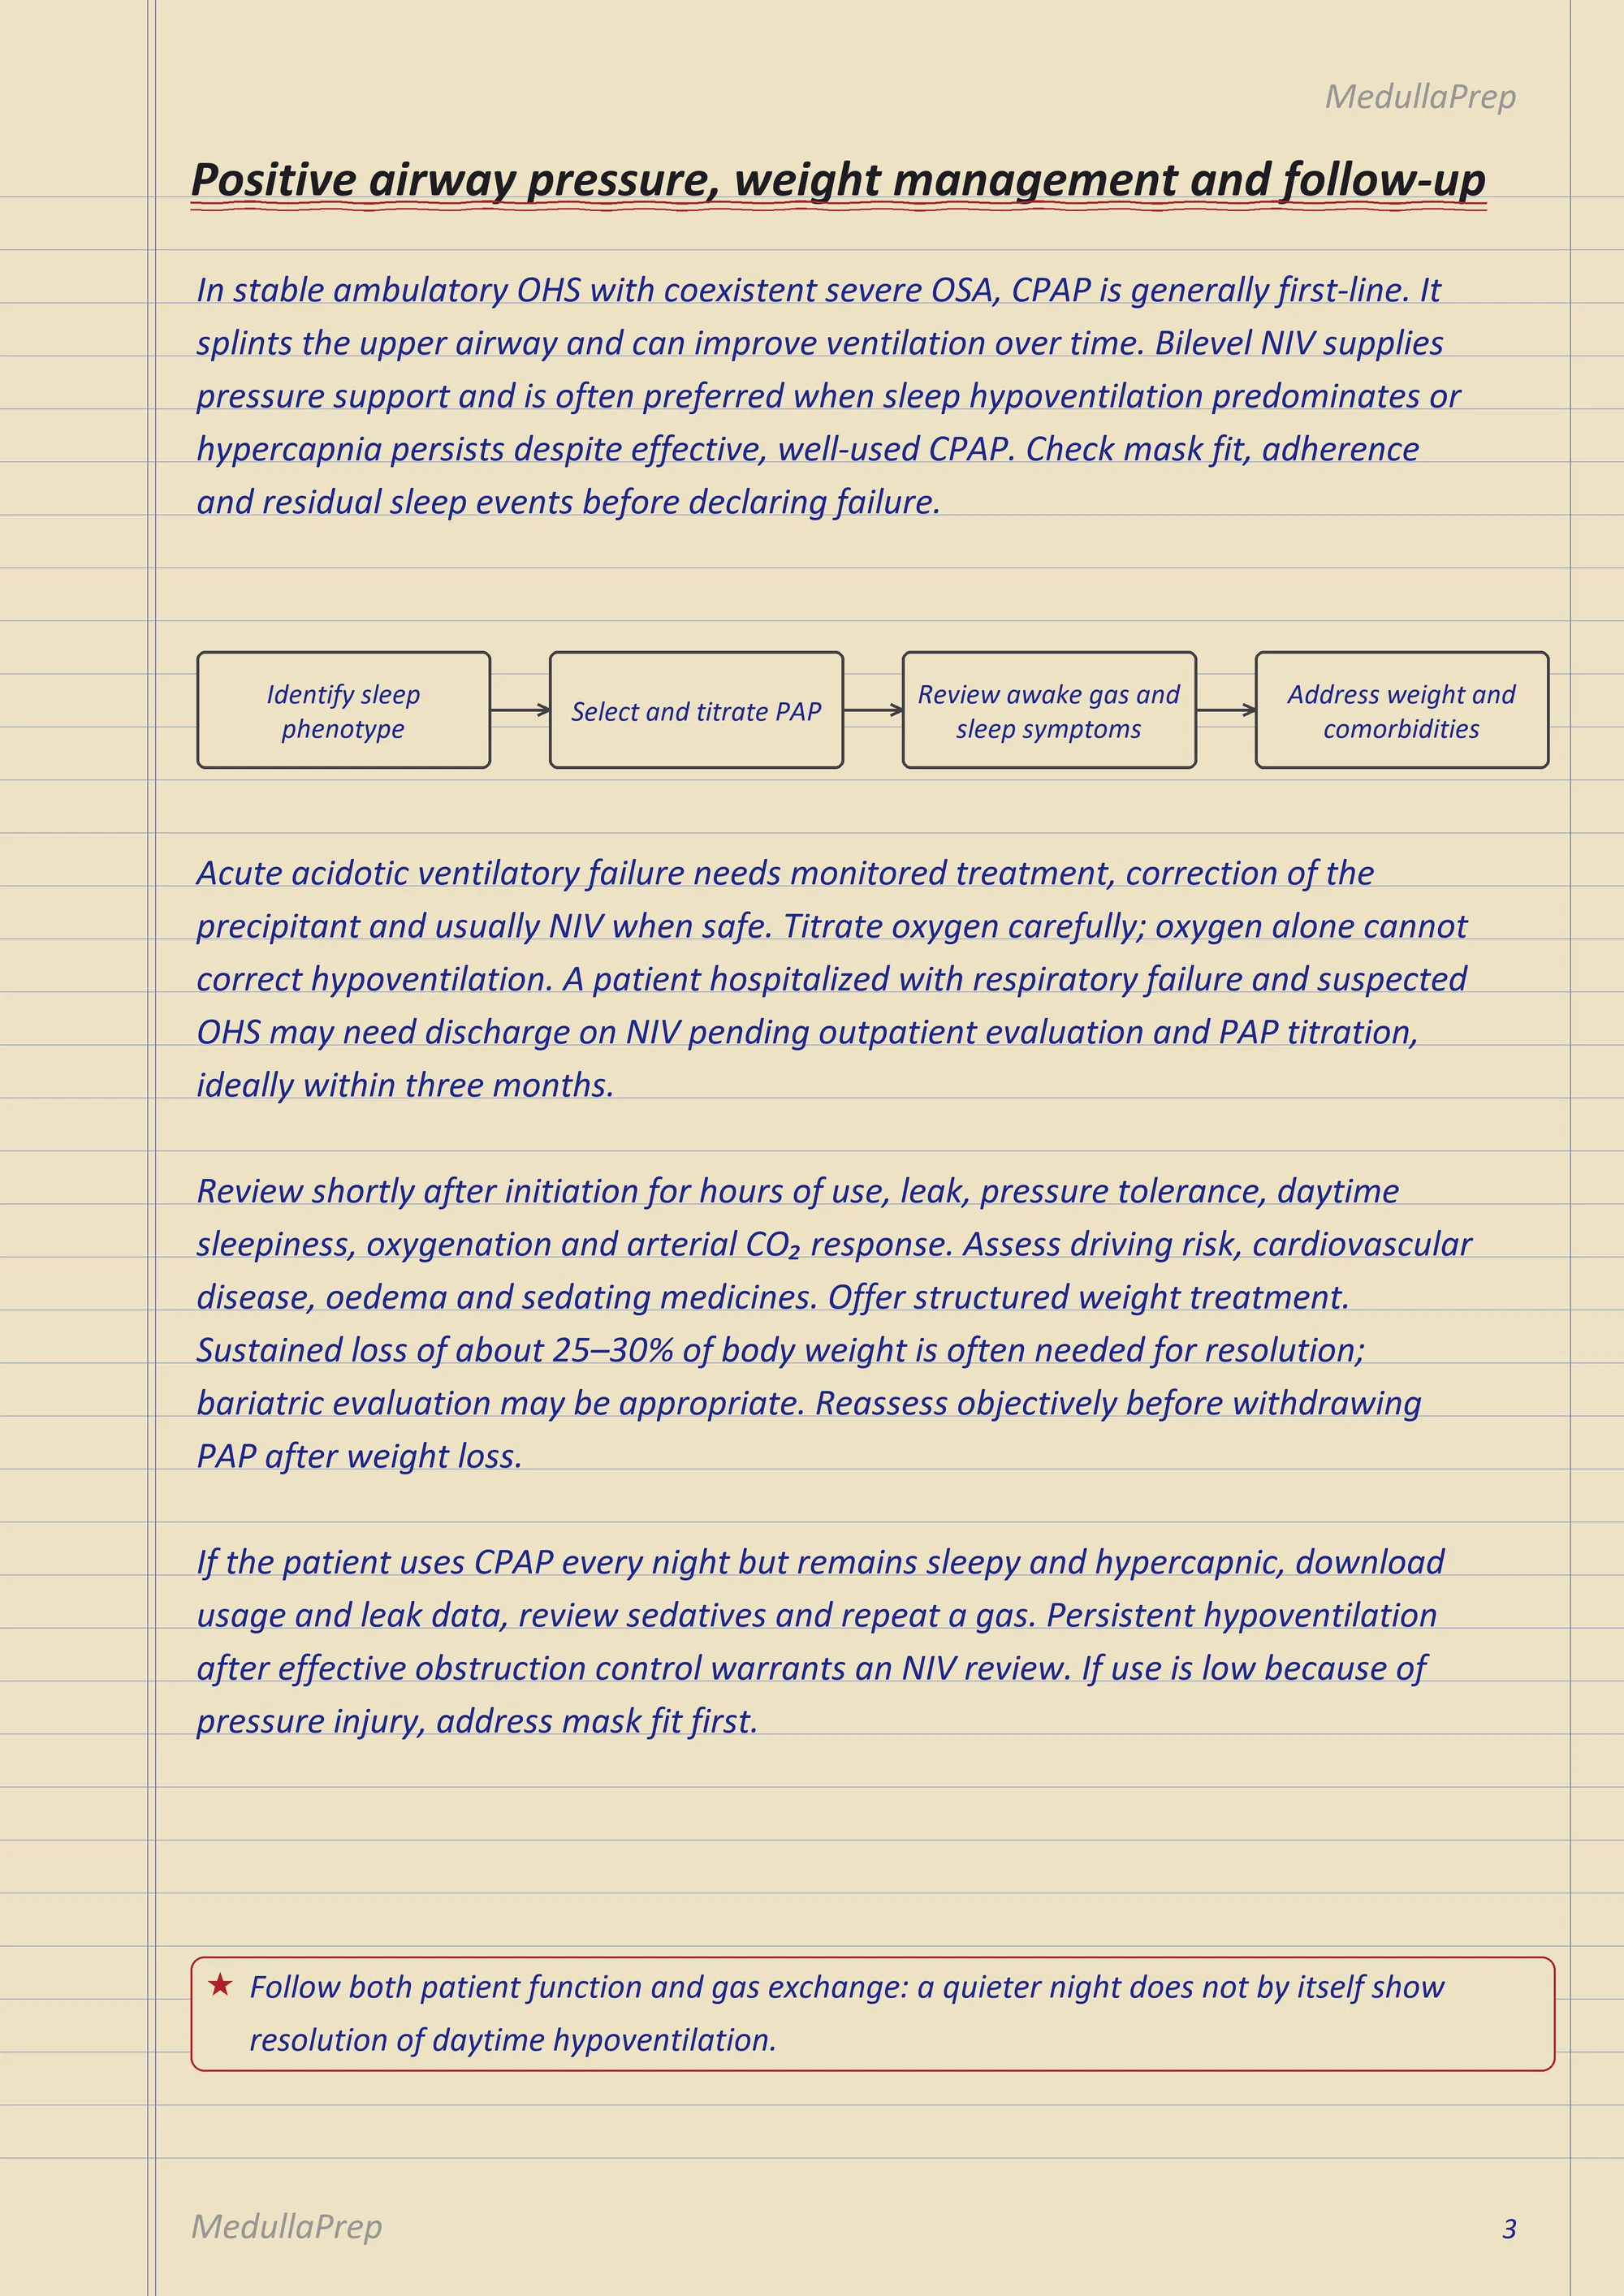 MedullaPrep
Positive airway pressure, weight management and follow-up
In stable ambulatory OHS with coexistent severe OSA, CPAP is generally first-line. It
splints the upper airway and can improve ventilation over time. Bilevel NIV supplies
pressure support and is often preferred when sleep hypoventilation predominates or
hypercapnia persists despite effective, well-used CPAP. Check mask fit, adherence
and residual sleep events before declaring failure.
Identify sleep
phenotype
Select and titrate PAP
Review awake gas and
sleep symptoms
Address weight and
comorbidities
Acute acidotic ventilatory failure needs monitored treatment, correction of the
precipitant and usually NIV when safe. Titrate oxygen carefully; oxygen alone cannot
correct hypoventilation. A patient hospitalized with respiratory failure and suspected
OHS may need discharge on NIV pending outpatient evaluation and PAP titration,
ideally within three months.
Review shortly after initiation for hours of use, leak, pressure tolerance, daytime
sleepiness, oxygenation and arterial CO₂ response. Assess driving risk, cardiovascular
disease, oedema and sedating medicines. Offer structured weight treatment.
Sustained loss of about 25–30% of body weight is often needed for resolution;
bariatric evaluation may be appropriate. Reassess objectively before withdrawing
PAP after weight loss.
If the patient uses CPAP every night but remains sleepy and hypercapnic, download
usage and leak data, review sedatives and repeat a gas. Persistent hypoventilation
after effective obstruction control warrants an NIV review. If use is low because of
pressure injury, address mask fit first.
★ Follow both patient function and gas exchange: a quieter night does not by itself show
resolution of daytime hypoventilation.
MedullaPrep
3